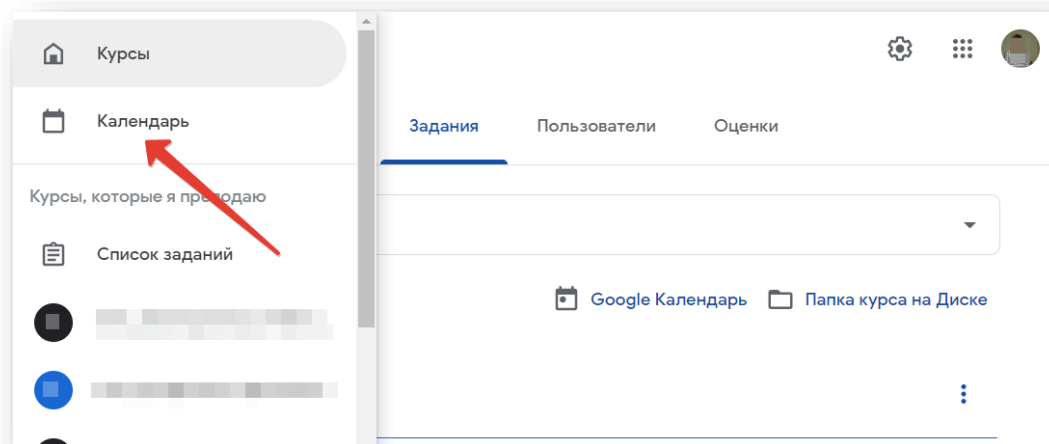 Курсы
Календарь
Задания
Пользователи
Оценки
Курсы, которые я преподаю
Список заданий
Google Календарь
Папка курса на Диске